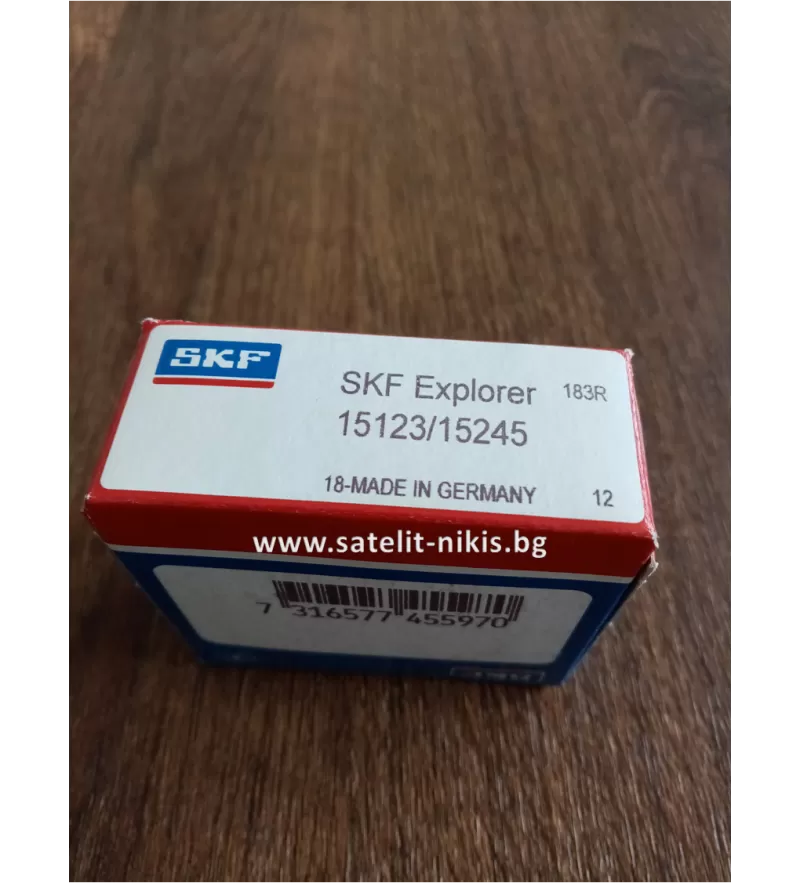 SKF
SKF Explorer 183R
15123/15245
18-MADE IN GERMANY 12
www.satelit-nikis.bg
7 316577 455970